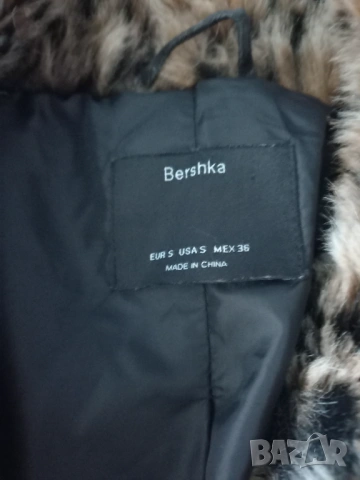 Bershka
EUR S USA S MEX 36
MADE IN CHINA
BAZAR